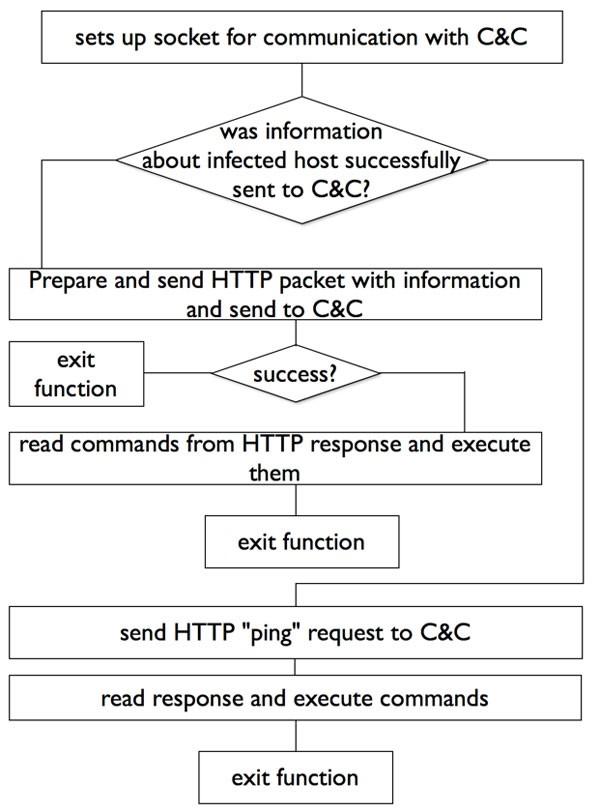 sets up socket for communication with C&C
was information
about infected host successfully
sent to C&C?
Prepare and send HTTP packet with information
and send to C&C
exit
function
success?
read commands from HTTP response and execute
them
exit function
send HTTP "ping" request to C&C
read response and execute commands
exit function